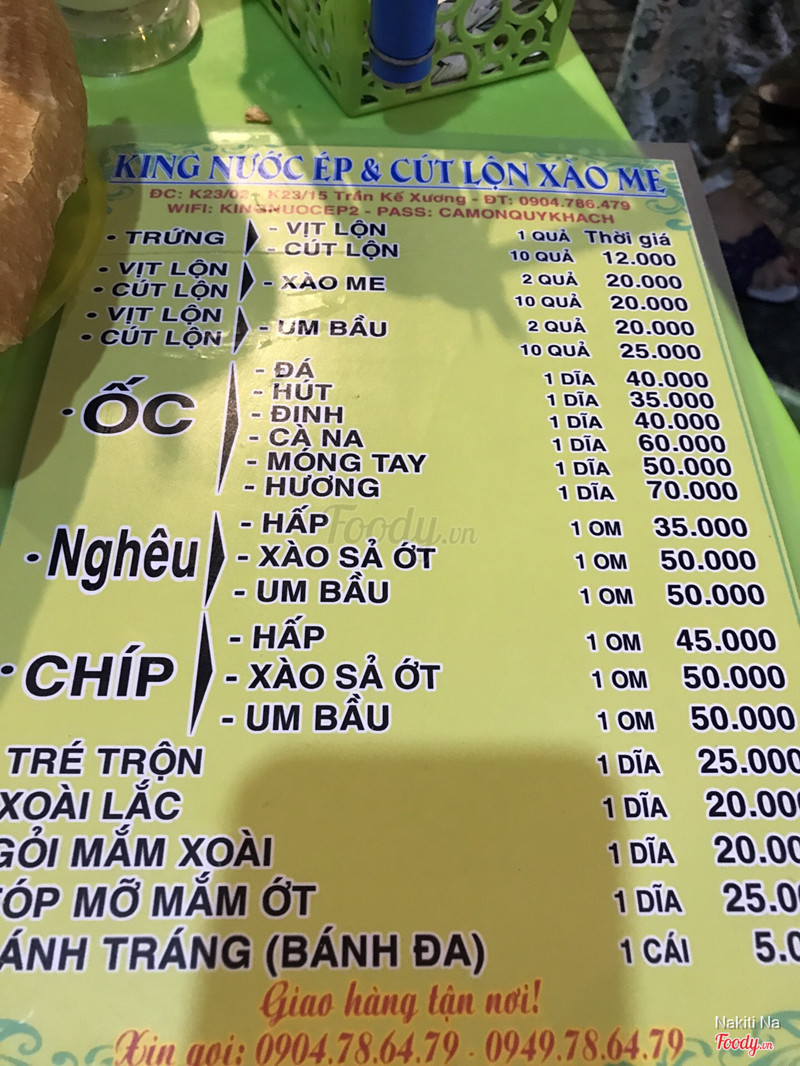 KING NƯỚC ÉP & CÚT LỘN XÀO ME
ĐC: K23/02 - K23/15 Trần Kế Xương - ĐT: 0904.786.479
WIFI: KINGNUOCEP2 - PASS: CAMONQUYKHACH
• TRỨNG - VỊT LỘN 1 QUẢ Thời giá
- CÚT LỘN 10 QUẢ 12.000
• VỊT LỘN - XÀO ME 2 QUẢ 20.000
• CÚT LỘN 10 QUẢ 20.000
• VỊT LỘN - UM BẦU 2 QUẢ 20.000
• CÚT LỘN 10 QUẢ 25.000
• ỐC - ĐÁ 1 DĨA 40.000
- HÚT 1 DĨA 35.000
- ĐINH 1 DĨA 40.000
- CÀ NA 1 DĨA 60.000
- MÓNG TAY 1 DĨA 50.000
- HƯƠNG 1 DĨA 70.000
• Nghêu - HẤP 1 OM 35.000
- XÀO SẢ ỚT 1 OM 50.000
- UM BẦU 1 OM 50.000
• CHÍP - HẤP 1 OM 45.000
- XÀO SẢ ỚT 1 OM 50.000
- UM BẦU 1 OM 50.000
TRÉ TRỘN 1 DĨA 25.000
XOÀI LẮC 1 DĨA 20.000
GỎI MẮM XOÀI 1 DĨA 20.00
ÓP MỠ MẮM ỚT 1 DĨA 25.0
ÁNH TRÁNG (BÁNH ĐA) 1 CÁI 5.0
Giao hàng tận nơi!
Xin gọi: 0904.78.64.79 - 0949.78.64.79
Foody.vn
Nakiti Na
Foody.vn